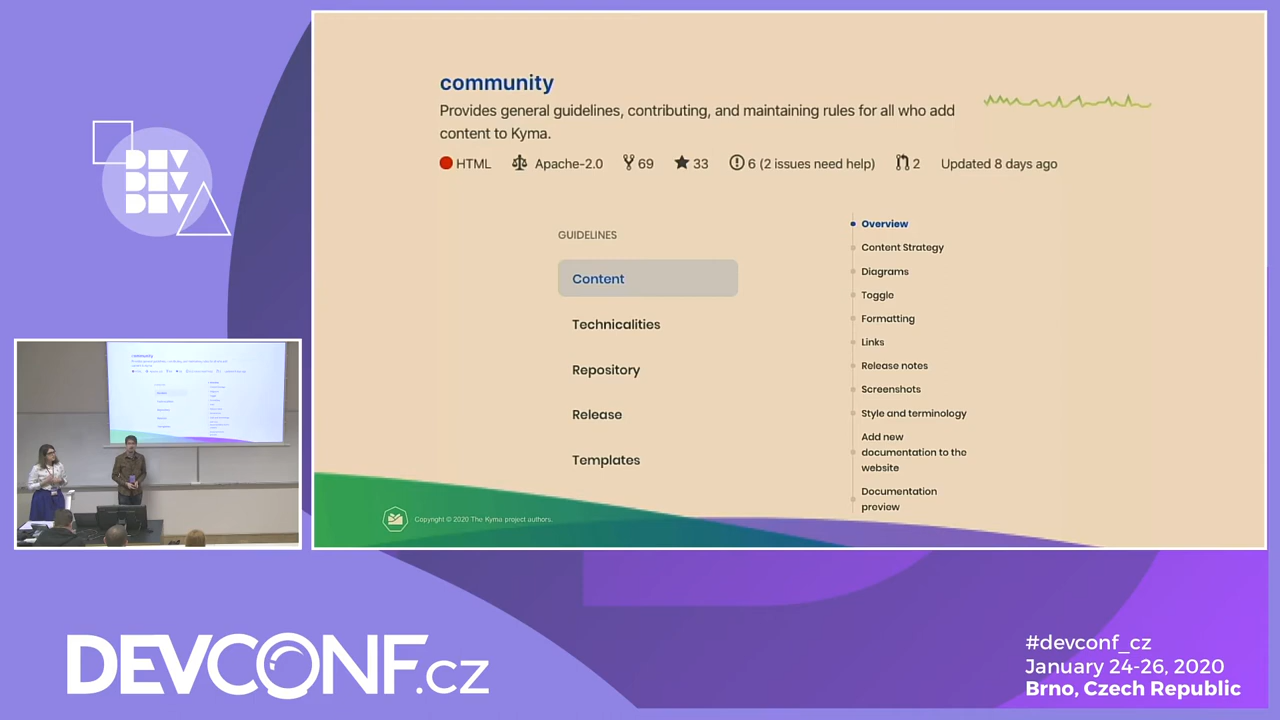 community
Provides general guidelines, contributing, and maintaining rules for all who add
content to Kyma.
HTML Apache-2.0 69 33 6 (2 issues need help) 2 Updated 8 days ago
GUIDELINES
Content
Technicalities
Repository
Release
Templates
Overview
Content Strategy
Diagrams
Toggle
Formatting
Links
Release notes
Screenshots
Style and terminology
Add new
documentation to the
website
Documentation
preview
Copyright © 2020 The Kyma project authors.
DEV
DEV
DEV
community
DEVCONF.cz
#devconf_cz
January 24-26, 2020
Brno, Czech Republic